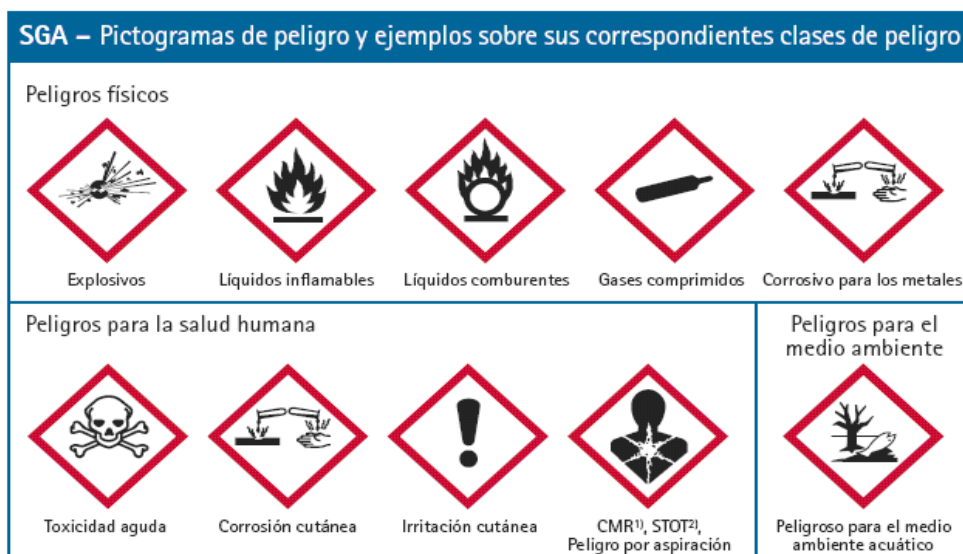 SGA – Pictogramas de peligro y ejemplos sobre sus correspondientes clases de peligro
Peligros físicos
Explosivos
Líquidos inflamables
Líquidos comburentes
Gases comprimidos
Corrosivo para los metales
Peligros para la salud humana
Toxicidad aguda
Corrosión cutánea
Irritación cutánea
CMR¹⁾, STOT²⁾,
Peligro por aspiración
Peligros para el
medio ambiente
Peligroso para el medio
ambiente acuático